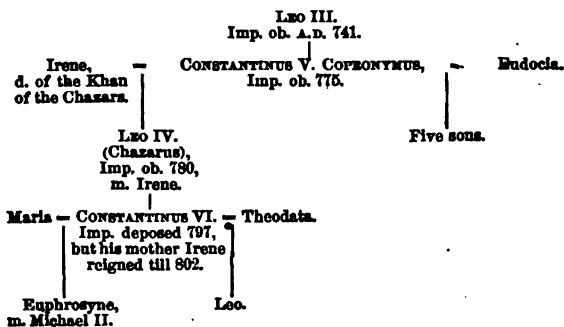 LEO III.
Imp. ob. A.D. 741.
Irene, — CONSTANTINUS V. COPRONYMUS, — Eudocia.
d. of the Khan Imp. ob. 775.
of the Chazars.
LEO IV. Five sons.
(Chazarus),
Imp. ob. 780,
m. Irene.
Maria — CONSTANTINUS VI. — Theodata.
Imp. deposed 797,
but his mother Irene
reigned till 802.
Euphrosyne, Leo.
m. Michael II.